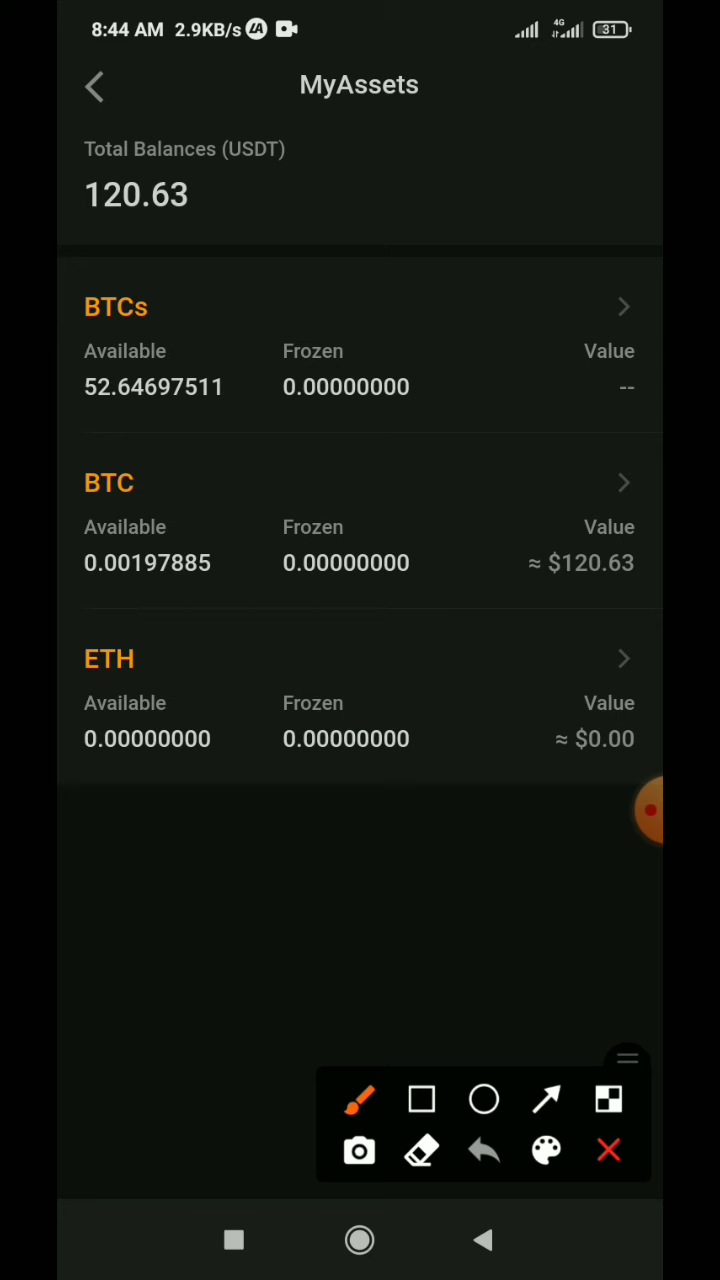 8:44 AM 2.9KB/s
4G 31
MyAssets
Total Balances (USDT)
120.63
BTCs
Available Frozen Value
52.64697511 0.00000000 --
BTC
Available Frozen Value
0.00197885 0.00000000 ≈ $120.63
ETH
Available Frozen Value
0.00000000 0.00000000 ≈ $0.00